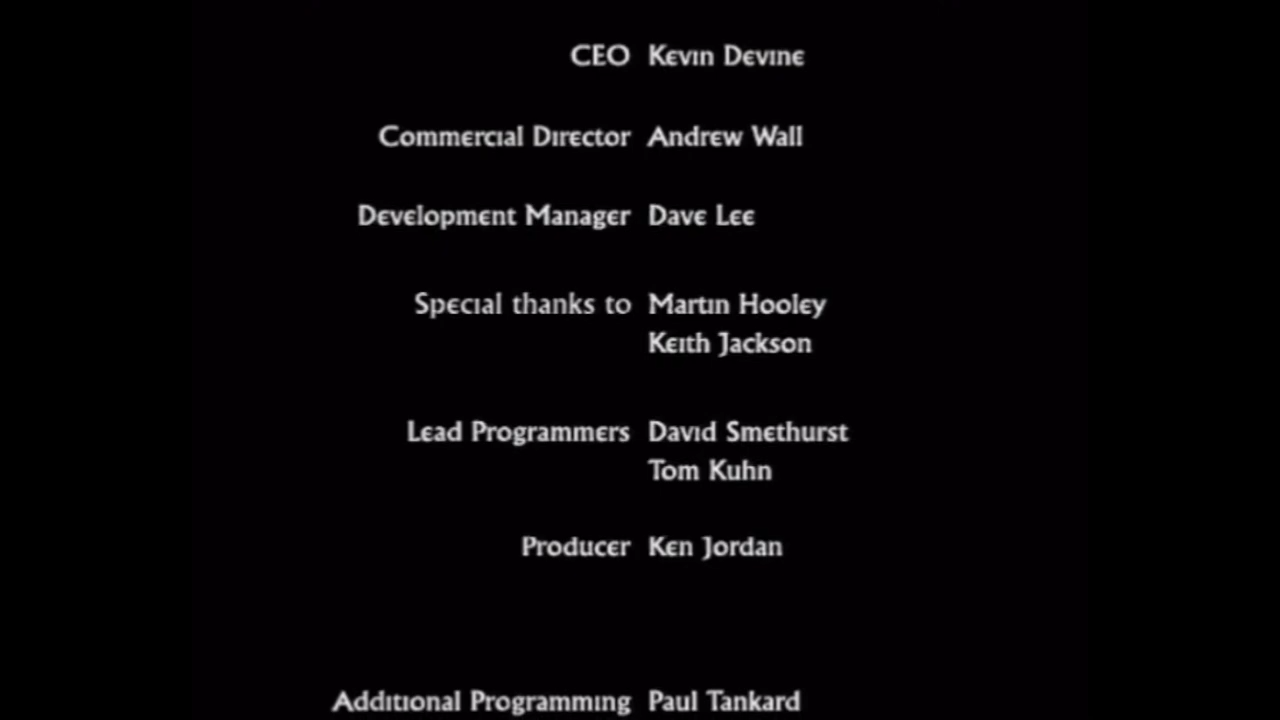 CEO Kevin Devine
Commercial Director Andrew Wall
Development Manager Dave Lee
Special thanks to Martin Hooley
Keith Jackson
Lead Programmers David Smethurst
Tom Kuhn
Producer Ken Jordan
Additional Programming Paul Tankard